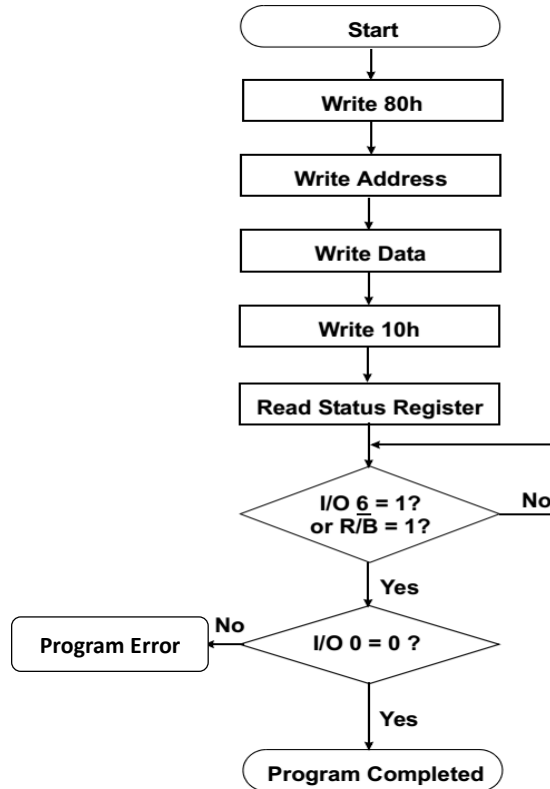 Start
Write 80h
Write Address
Write Data
Write 10h
Read Status Register
I/O 6 = 1?
or R/B̅ = 1?
No
Yes
No
Program Error
I/O 0 = 0 ?
Yes
Program Completed